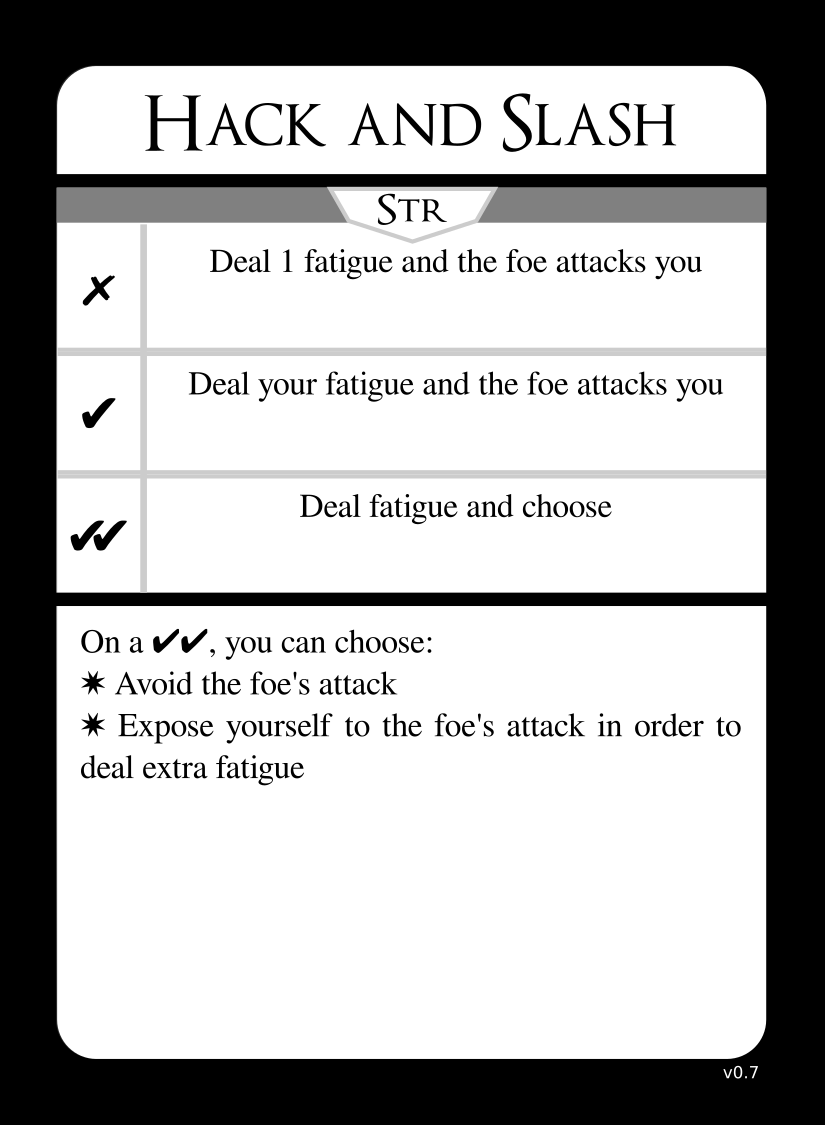 Hack and Slash
Str
✗ Deal 1 fatigue and the foe attacks you
✔ Deal your fatigue and the foe attacks you
✔✔ Deal fatigue and choose
On a ✔✔, you can choose:
✷ Avoid the foe's attack
✷ Expose yourself to the foe's attack in order to
deal extra fatigue
v0.7